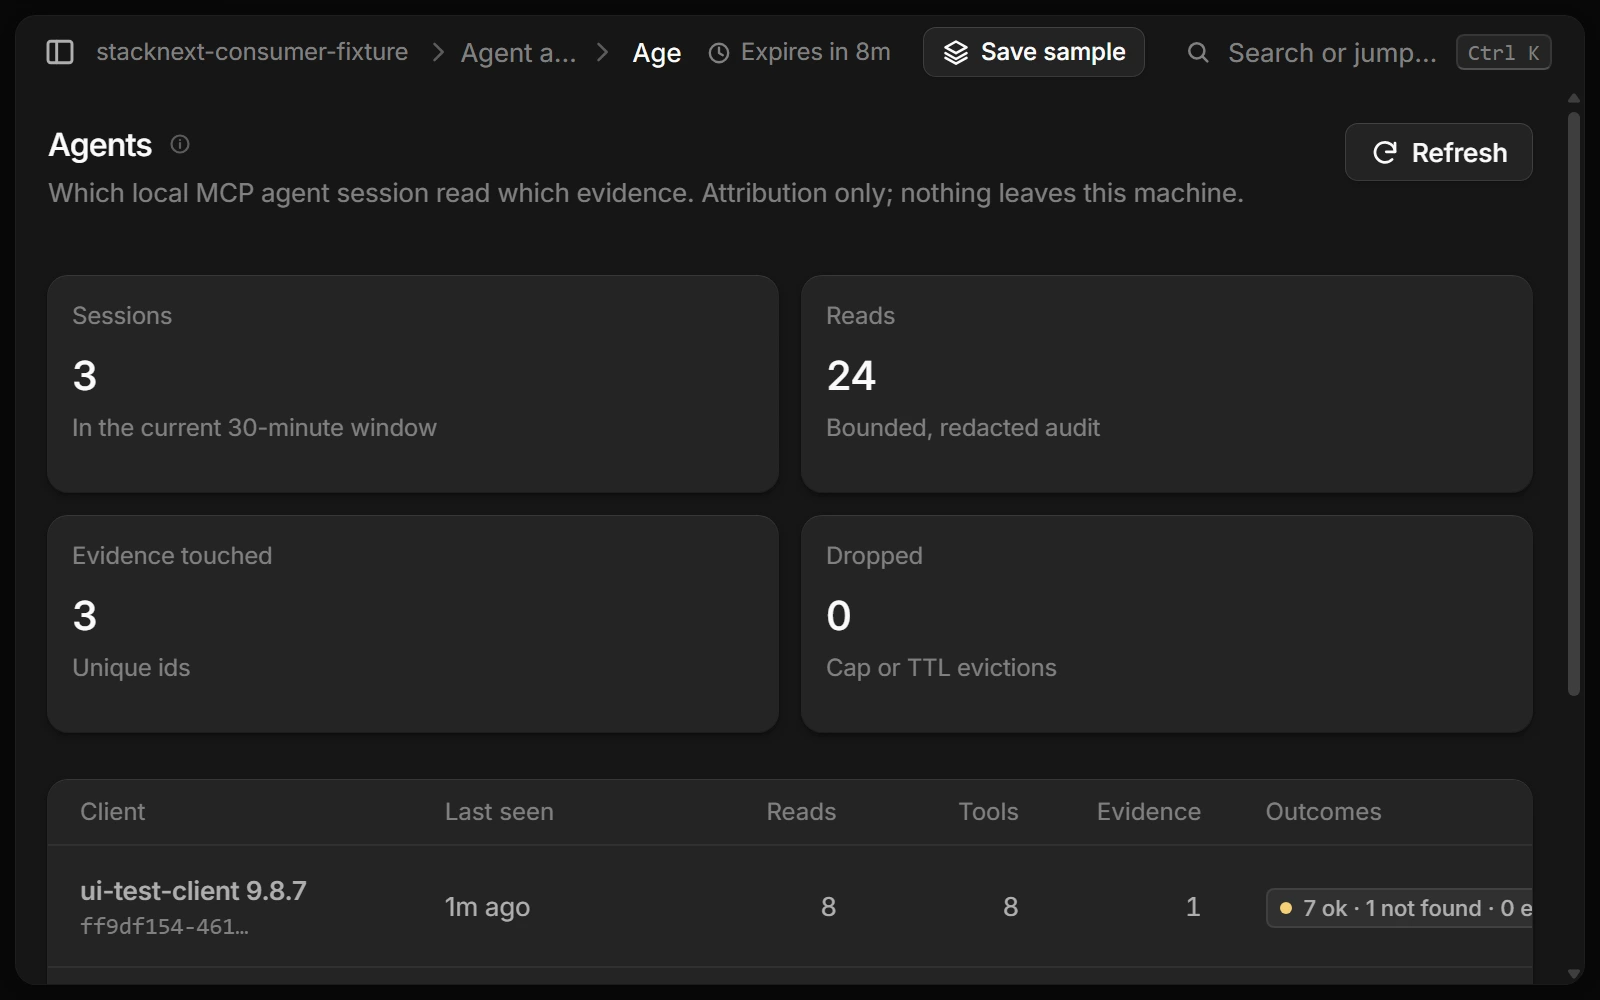 stacknext-consumer-fixture > Agent a... > Age Expires in 8m Save sample Search or jump... Ctrl K
Agents
Refresh
Which local MCP agent session read which evidence. Attribution only; nothing leaves this machine.
Sessions
3
In the current 30-minute window
Reads
24
Bounded, redacted audit
Evidence touched
3
Unique ids
Dropped
0
Cap or TTL evictions
Client Last seen Reads Tools Evidence Outcomes
ui-test-client 9.8.7
ff9df154-461…
1m ago 8 8 1 7 ok · 1 not found · 0 e